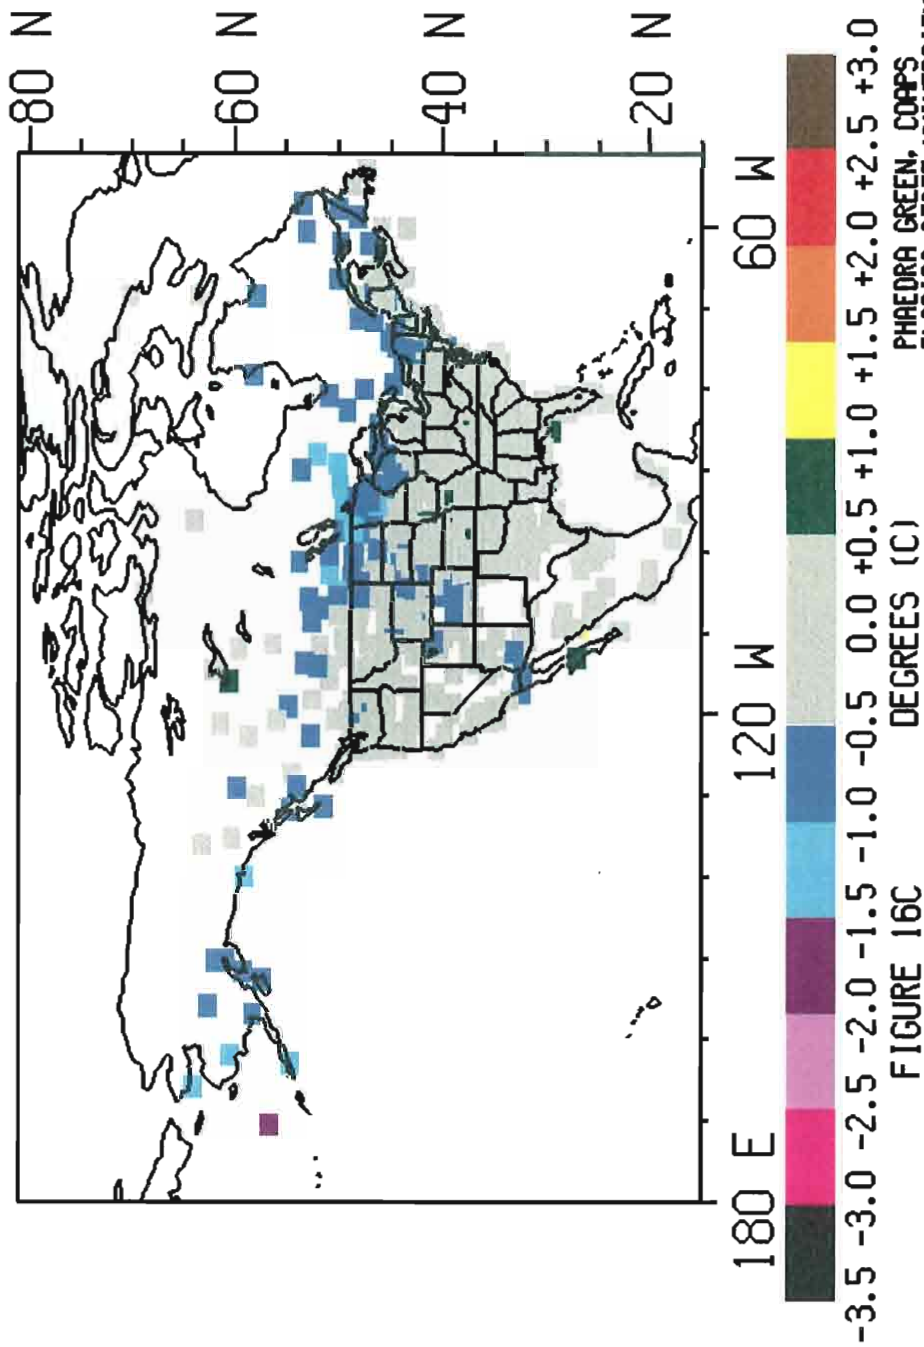 80 N
60 N
40 N
20 N
180 E
120 W
60 W
-3.5 -3.0 -2.5 -2.0 -1.5 -1.0 -0.5 0.0 +0.5 +1.0 +1.5 +2.0 +2.5 +3.0
FIGURE 16C
DEGREES (C)
PHAEDRA GREEN, COAPS